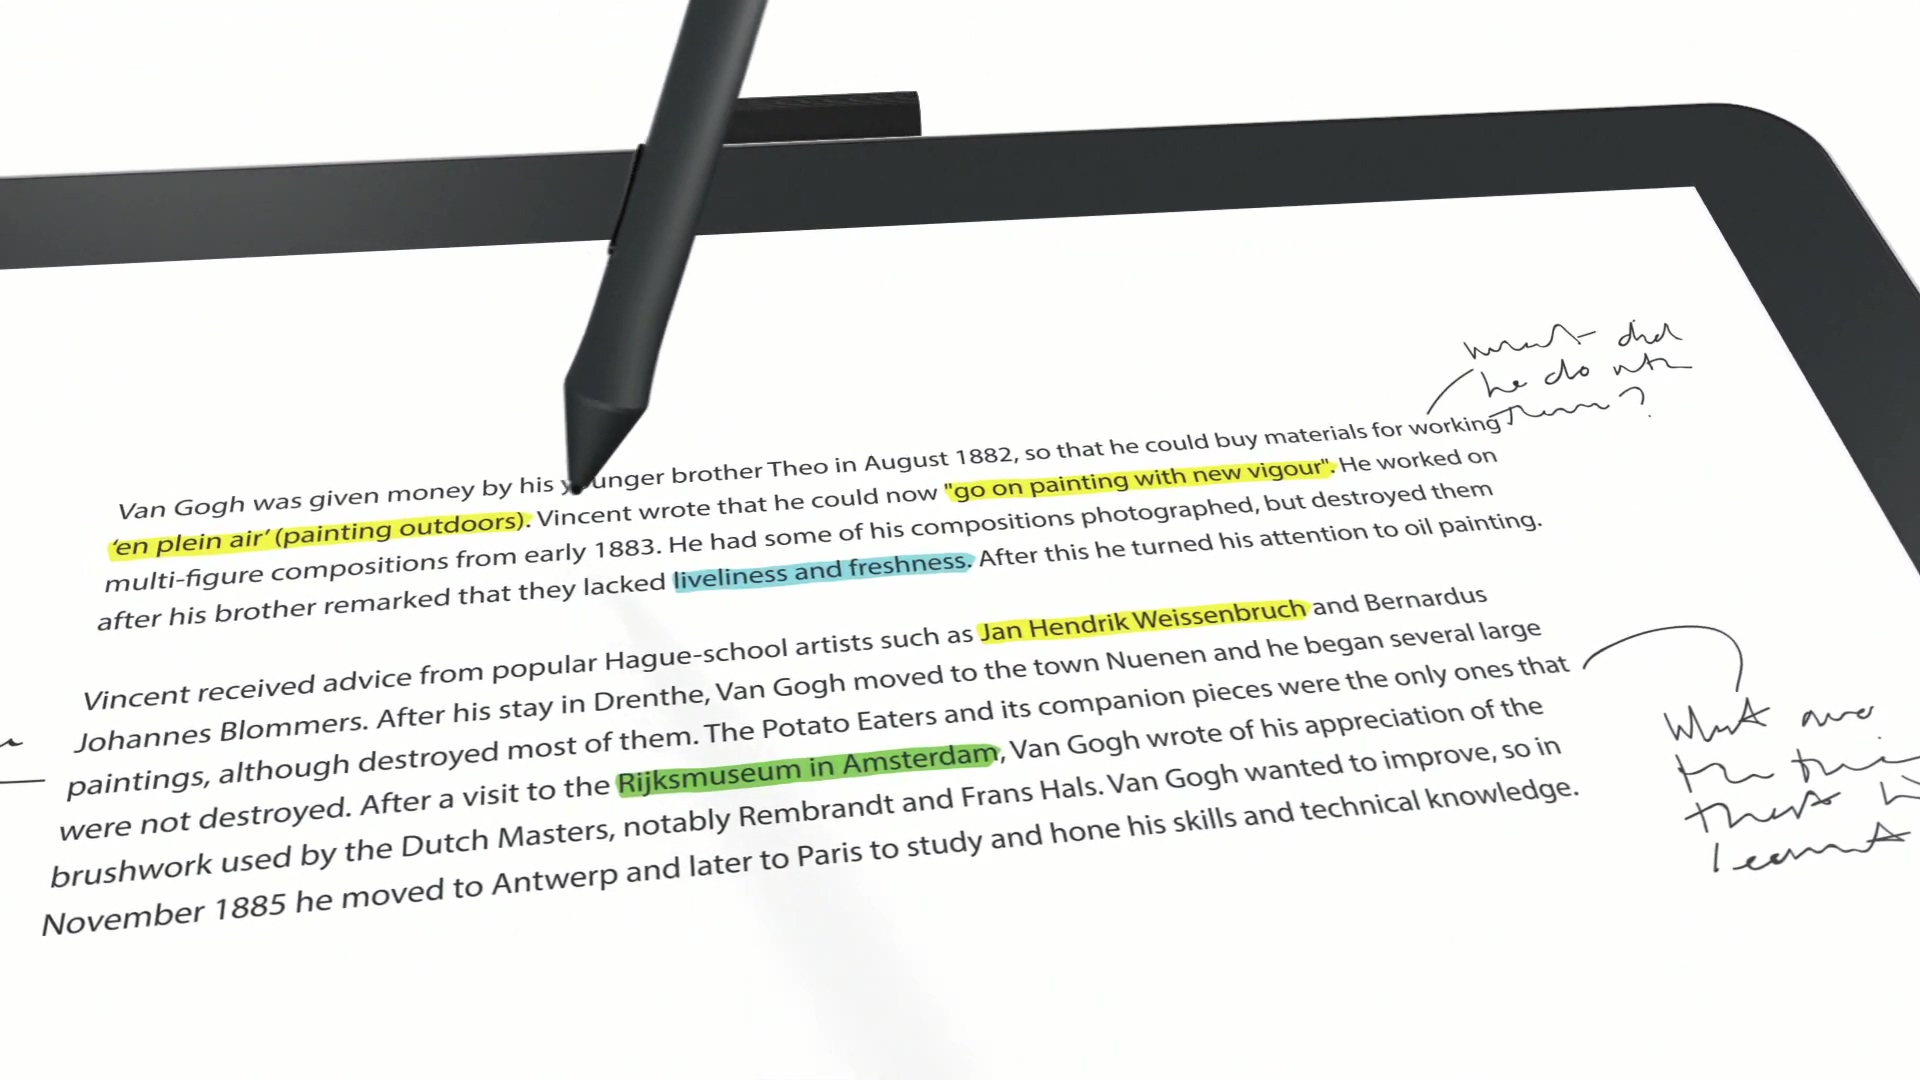 what did
he do with
them?
Van Gogh was given money by his younger brother Theo in August 1882, so that he could buy materials for working
'en plein air' (painting outdoors). Vincent wrote that he could now "go on painting with new vigour". He worked on
multi-figure compositions from early 1883. He had some of his compositions photographed, but destroyed them
after his brother remarked that they lacked liveliness and freshness. After this he turned his attention to oil painting.
Vincent received advice from popular Hague-school artists such as Jan Hendrik Weissenbruch and Bernardus
Johannes Blommers. After his stay in Drenthe, Van Gogh moved to the town Nuenen and he began several large
paintings, although destroyed most of them. The Potato Eaters and its companion pieces were the only ones that
were not destroyed. After a visit to the Rijksmuseum in Amsterdam, Van Gogh wrote of his appreciation of the
brushwork used by the Dutch Masters, notably Rembrandt and Frans Hals. Van Gogh wanted to improve, so in
November 1885 he moved to Antwerp and later to Paris to study and hone his skills and technical knowledge.
What are
the
that
learnt